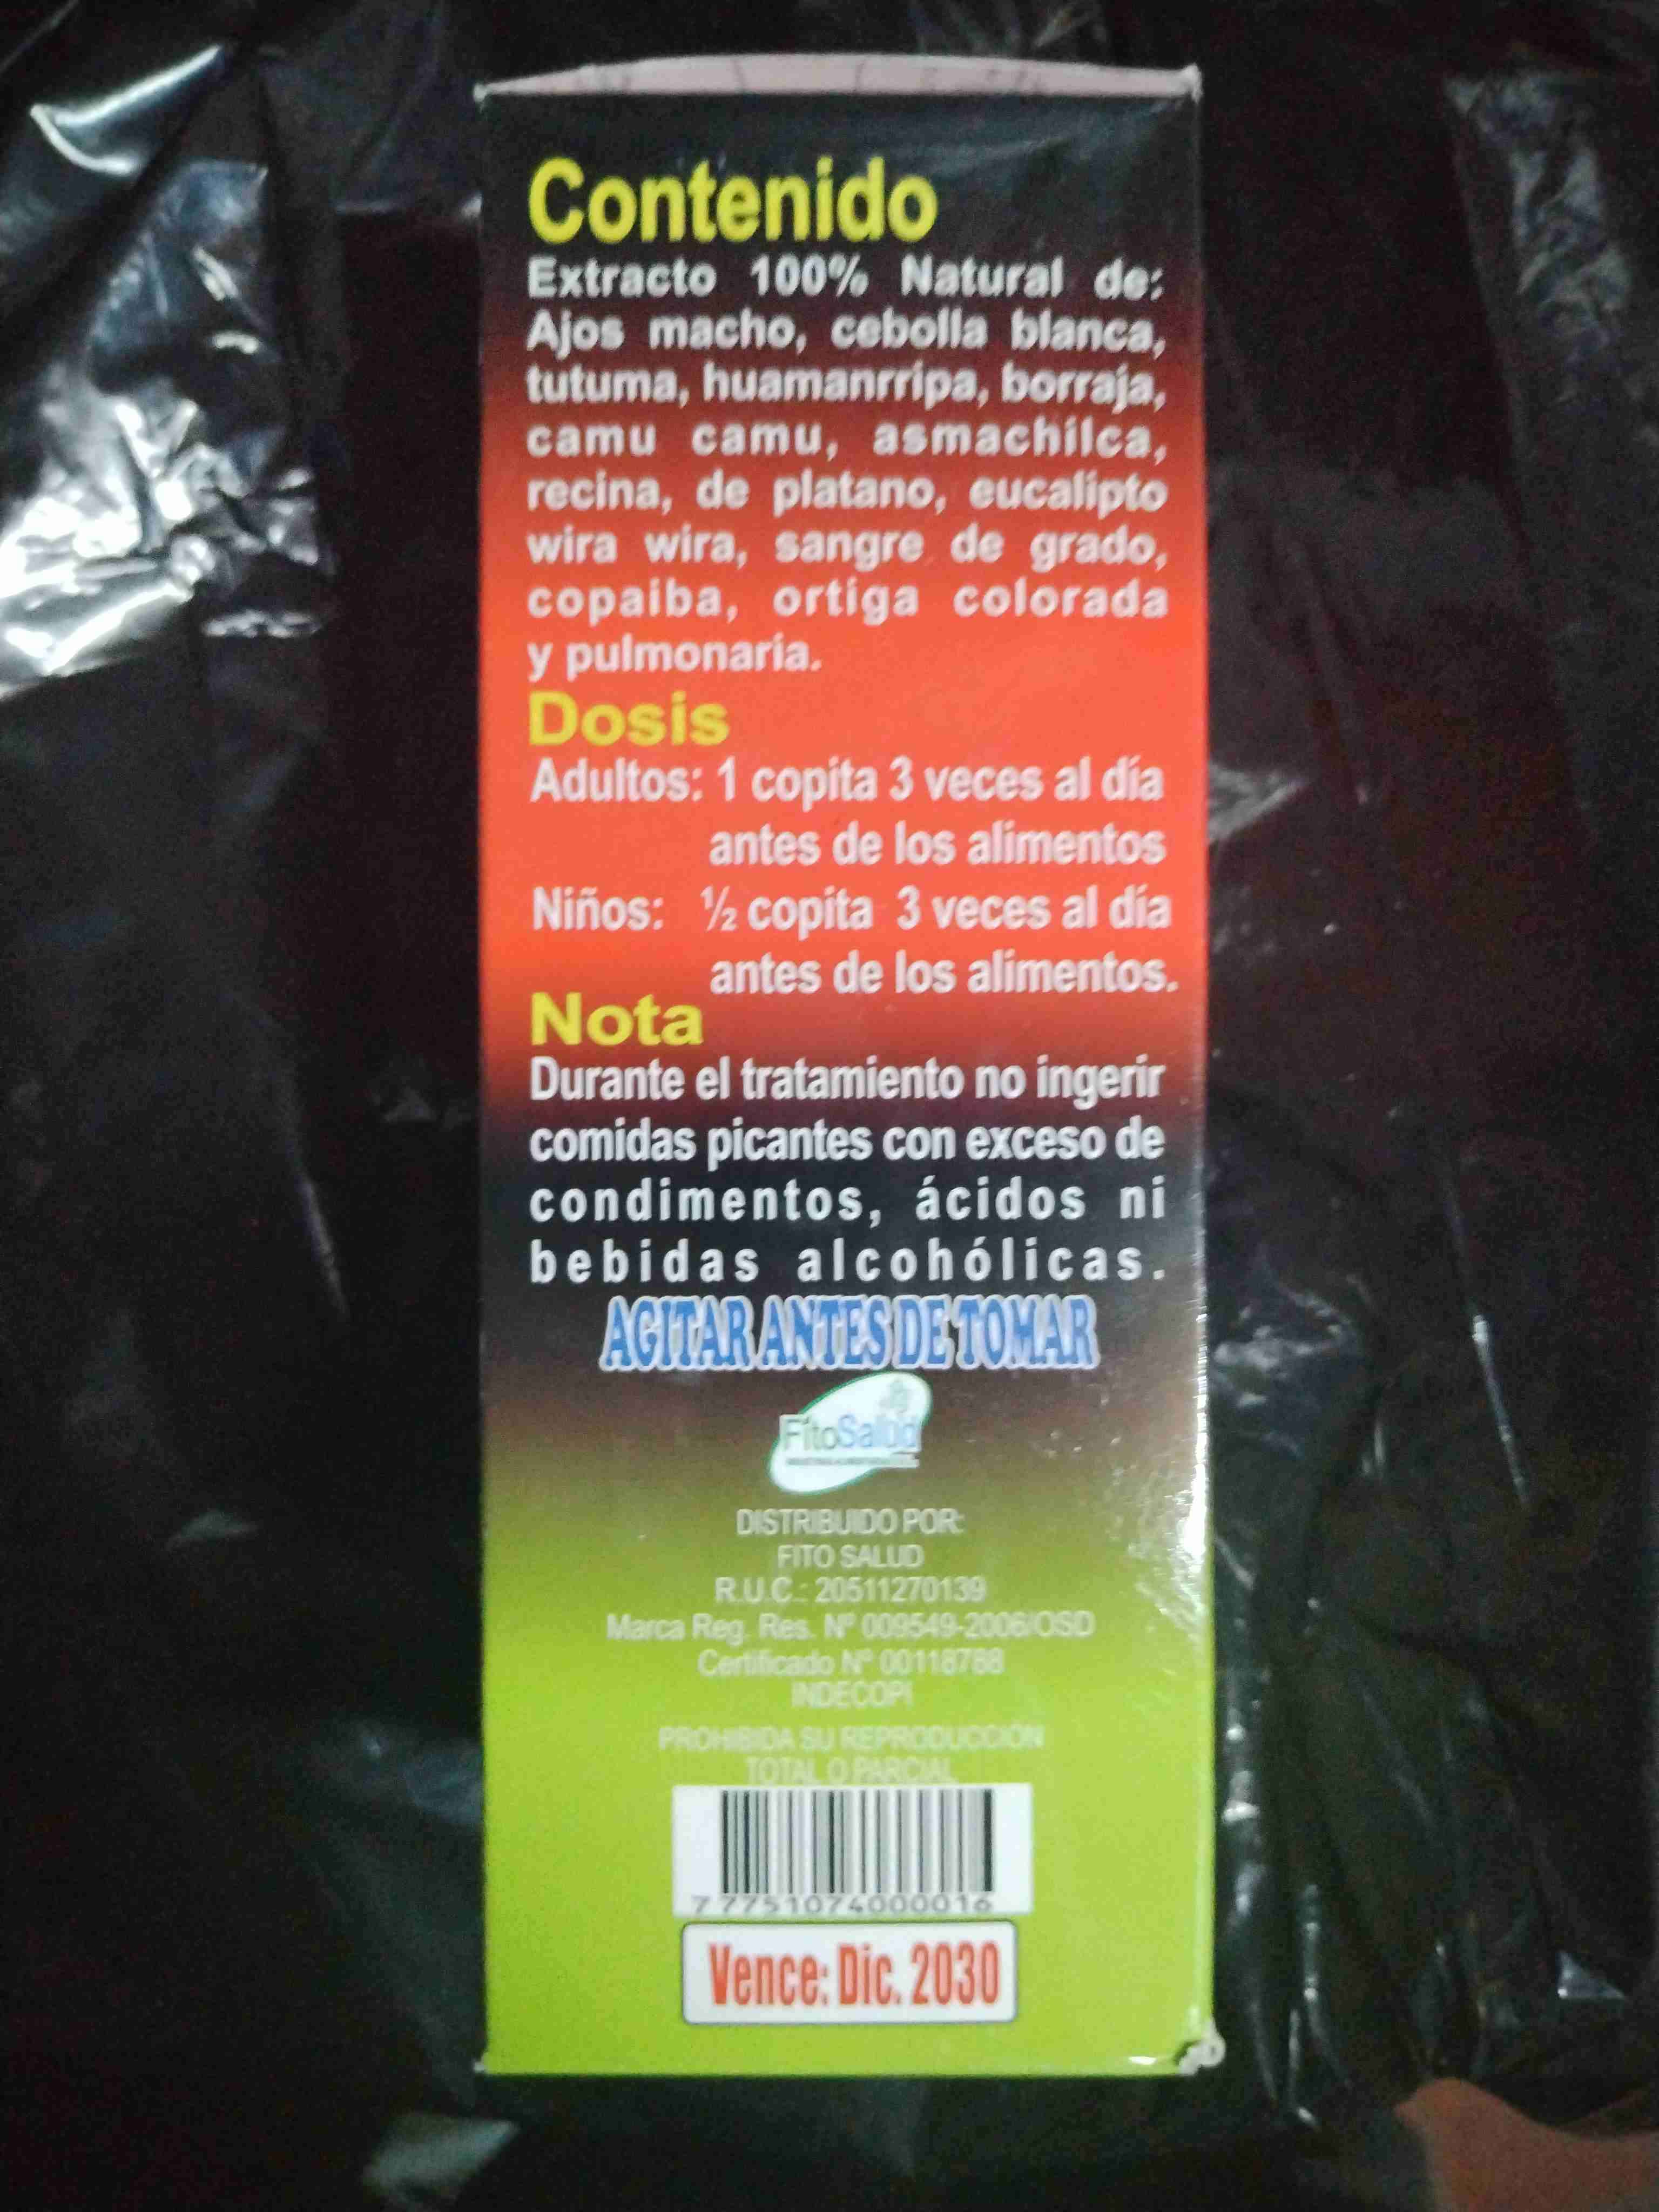 Contenido
Extracto 100% Natural de:
Ajos macho, cebolla blanca,
tutuma, huamanrripa, borraja,
camu camu, asmachilca,
recina, de platano, eucalipto
wira wira, sangre de grado,
copaiba, ortiga colorada
y pulmonaria.
Dosis
Adultos: 1 copita 3 veces al día
antes de los alimentos
Niños: ½ copita 3 veces al día
antes de los alimentos.
Nota
Durante el tratamiento no ingerir
comidas picantes con exceso de
condimentos, ácidos ni
bebidas alcohólicas.
AGITAR ANTES DE TOMAR
FitoSalud
DISTRIBUIDO POR:
FITO SALUD
R.U.C.: 20511270139
Marca Reg. Res. Nº 009549-2006/OSD
Certificado Nº 00118788
INDECOPI
PROHIBIDA SU REPRODUCCIÓN
TOTAL O PARCIAL
7 775107400001 6
Vence: Dic. 2030